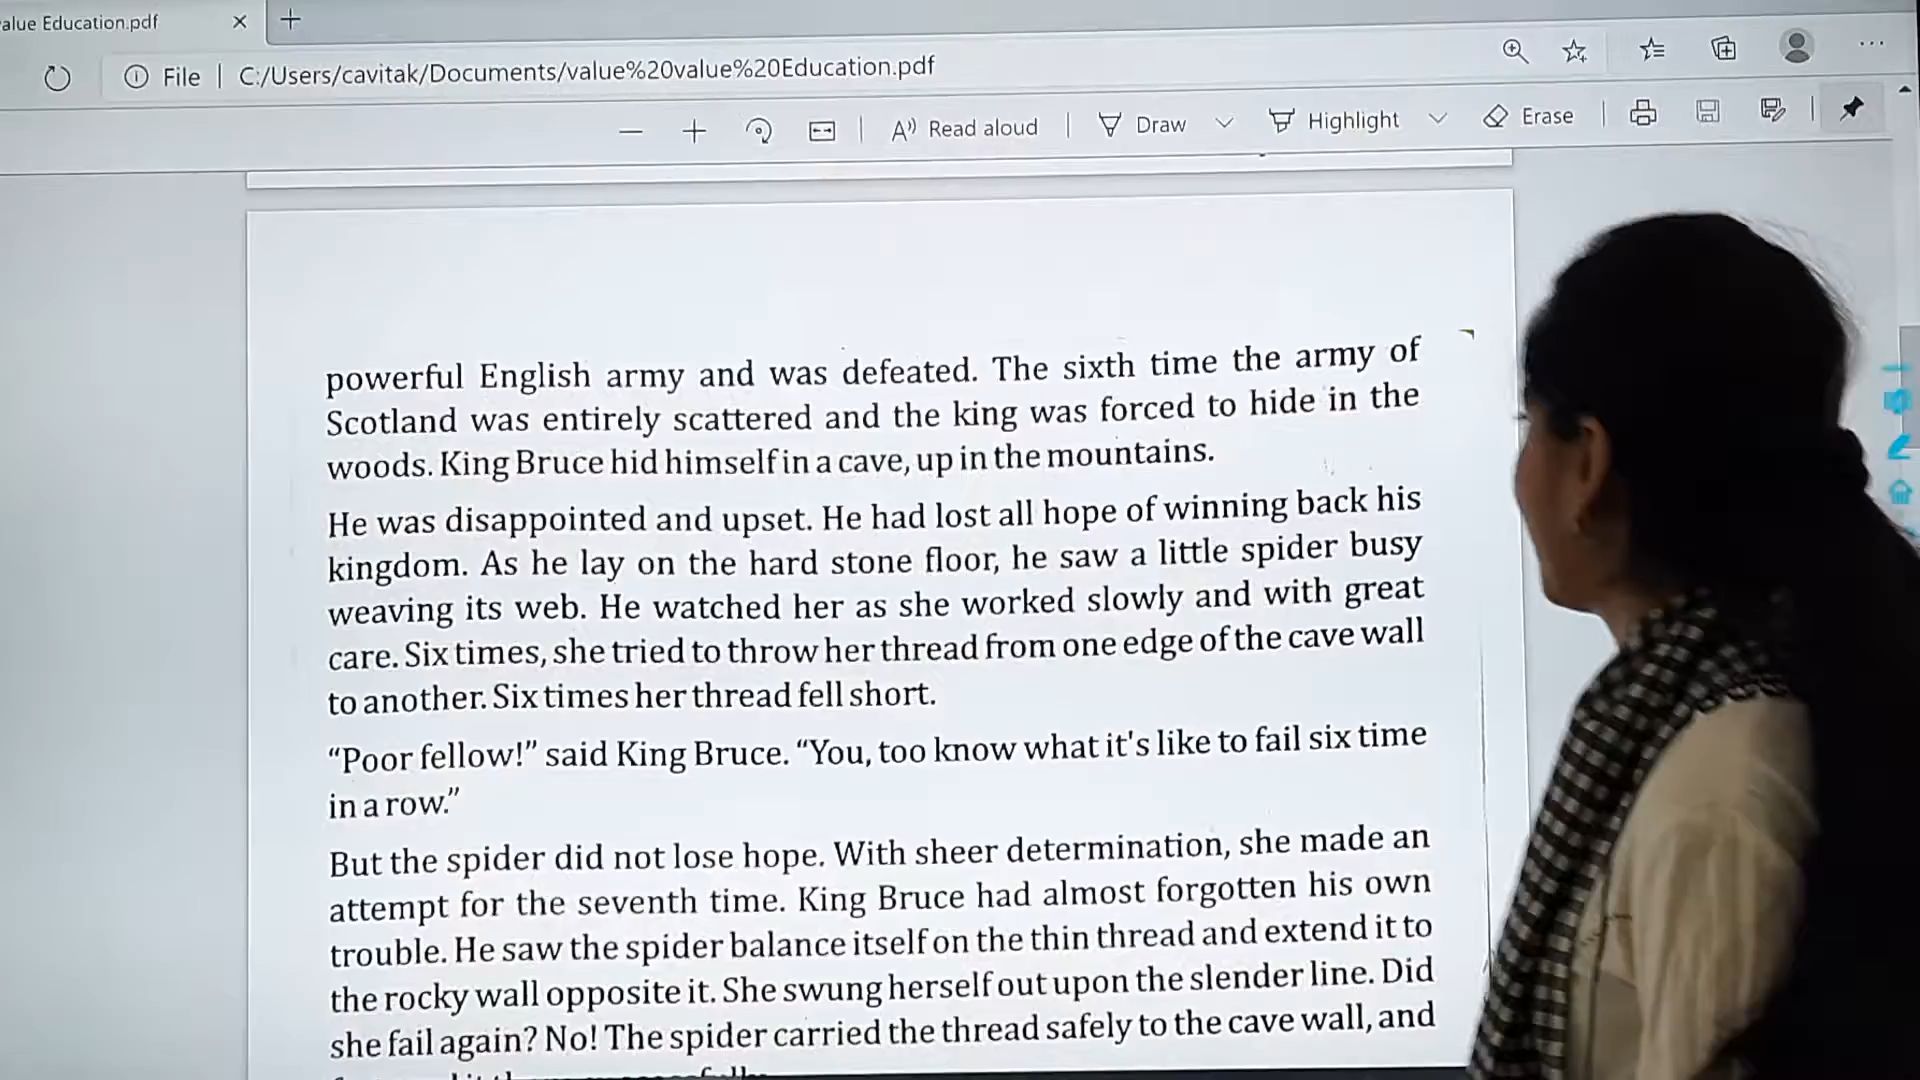 alue Education.pdf
File | C:/Users/cavitak/Documents/value%20value%20Education.pdf
Read aloud | Draw Highlight Erase
powerful English army and was defeated. The sixth time the army of
Scotland was entirely scattered and the king was forced to hide in the
woods. King Bruce hid himself in a cave, up in the mountains.
He was disappointed and upset. He had lost all hope of winning back his
kingdom. As he lay on the hard stone floor, he saw a little spider busy
weaving its web. He watched her as she worked slowly and with great
care. Six times, she tried to throw her thread from one edge of the cave wall
to another. Six times her thread fell short.
“Poor fellow!” said King Bruce. “You, too know what it's like to fail six time
in a row.”
But the spider did not lose hope. With sheer determination, she made an
attempt for the seventh time. King Bruce had almost forgotten his own
trouble. He saw the spider balance itself on the thin thread and extend it to
the rocky wall opposite it. She swung herself out upon the slender line. Did
she fail again? No! The spider carried the thread safely to the cave wall, and